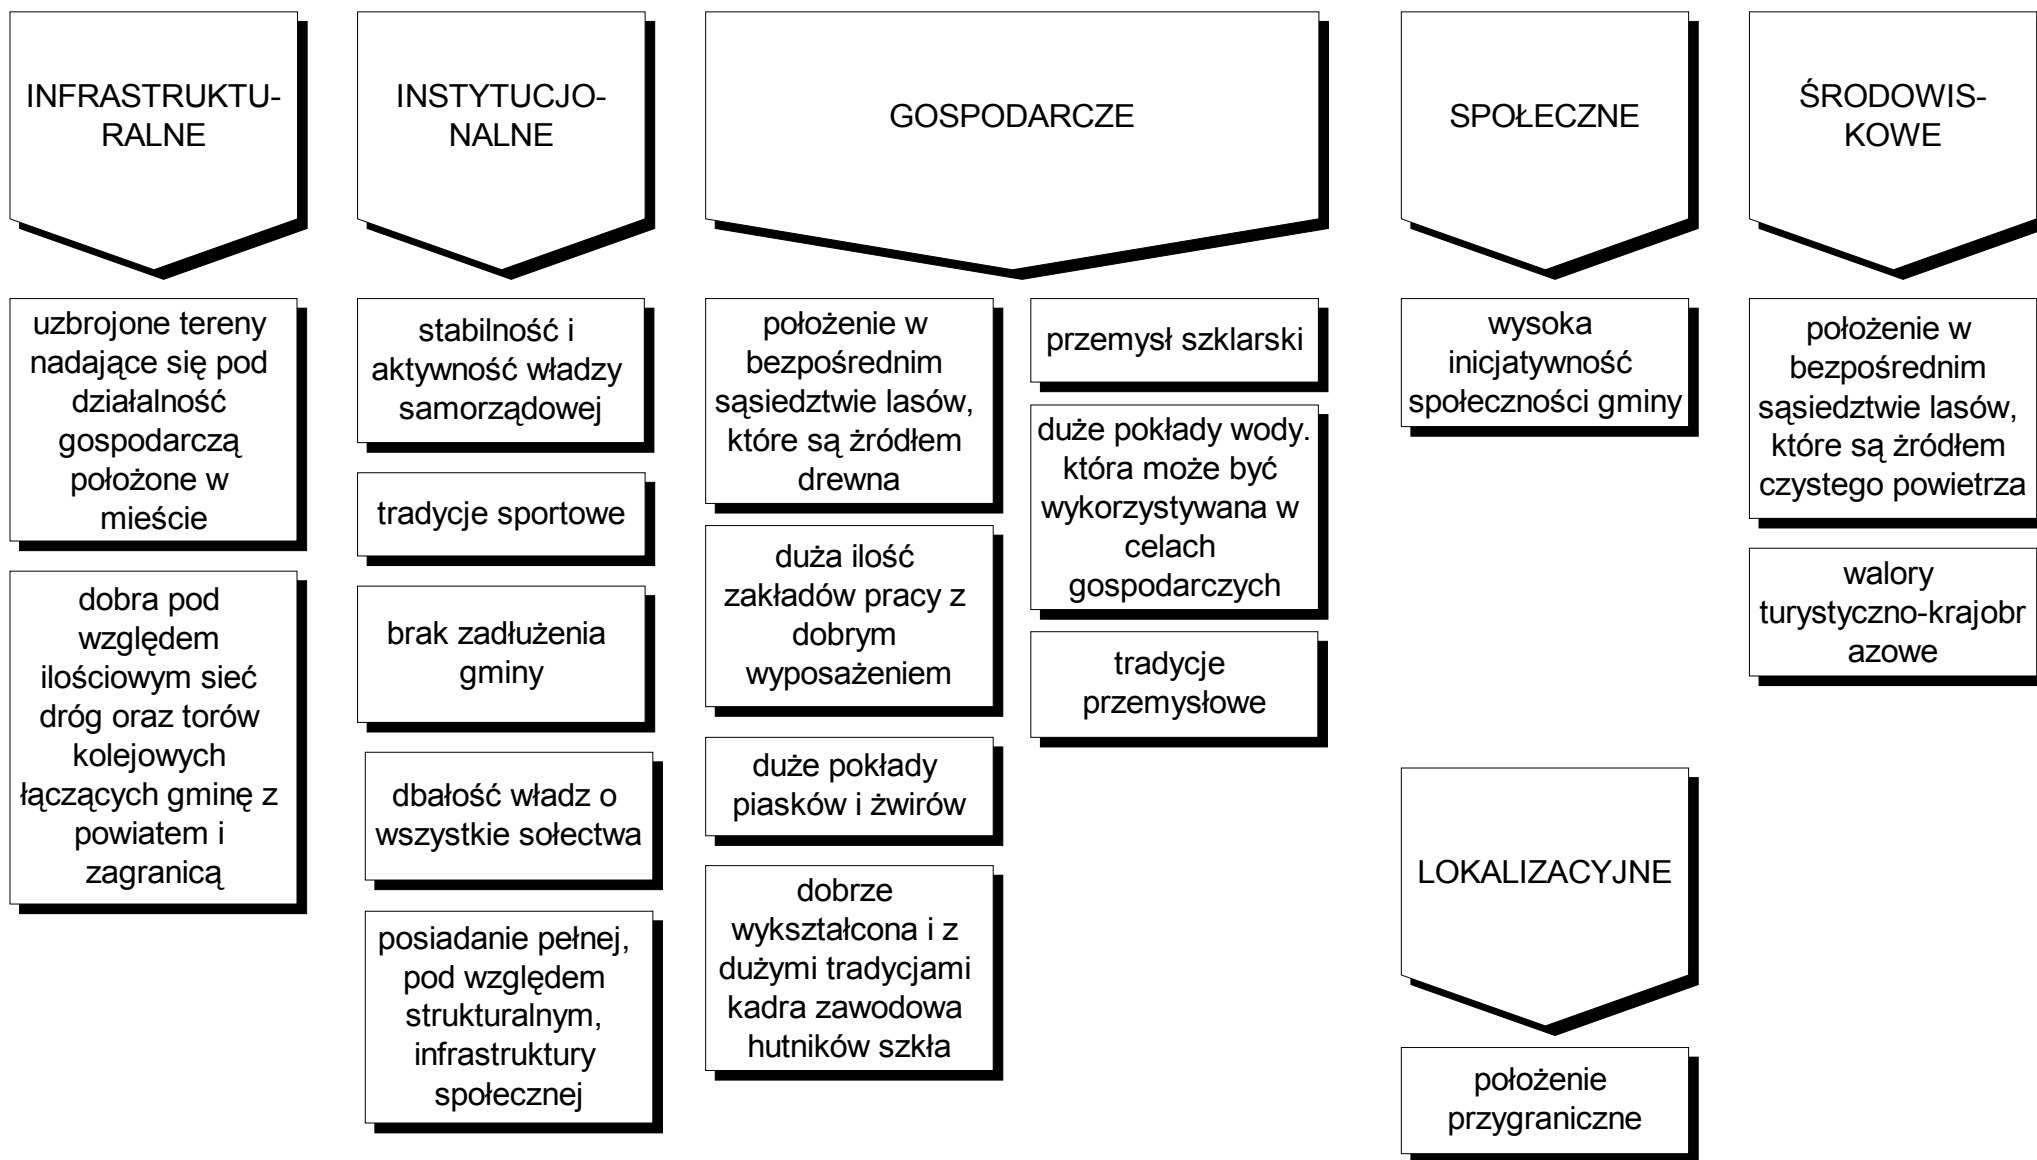 INFRASTRUKTU-
RALNE
uzbrojone tereny
nadające się pod
działalność
gospodarczą
położone w
mieście
dobra pod
względem
ilościowym sieć
dróg oraz torów
kolejowych
łączących gminę z
powiatem i
zagranicą
INSTYTUCJO-
NALNE
stabilność i
aktywność władzy
samorządowej
tradycje sportowe
brak zadłużenia
gminy
dbałość władz o
wszystkie sołectwa
posiadanie pełnej,
pod względem
strukturalnym,
infrastruktury
społecznej
GOSPODARCZE
położenie w
bezpośrednim
sąsiedztwie lasów,
które są żródłem
drewna
duża ilość
zakładów pracy z
dobrym
wyposażeniem
duże pokłady
piasków i żwirów
dobrze
wykształcona i z
dużymi tradycjami
kadra zawodowa
hutników szkła
przemysł szklarski
duże pokłady wody.
która może być
wykorzystywana w
celach
gospodarczych
tradycje
przemysłowe
SPOŁECZNE
wysoka
inicjatywność
społeczności gminy
LOKALIZACYJNE
położenie
przygraniczne
ŚRODOWIS-
KOWE
położenie w
bezpośrednim
sąsiedztwie lasów,
które są żródłem
czystego powietrza
walory
turystyczno-krajobr
azowe